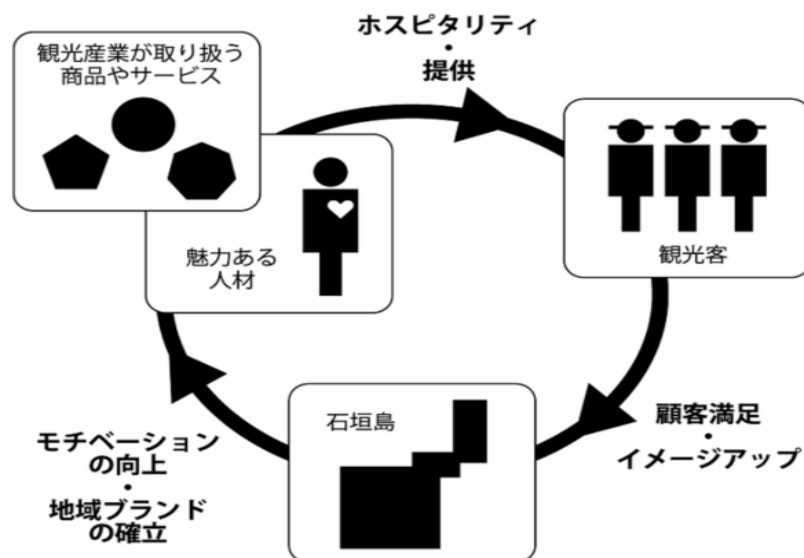 観光産業が取り扱う
商品やサービス
ホスピタリティ
・
提供
魅力ある
人材
観光客
顧客満足
・
イメージアップ
石垣島
モチベーション
の向上
・
地域ブランド
の確立